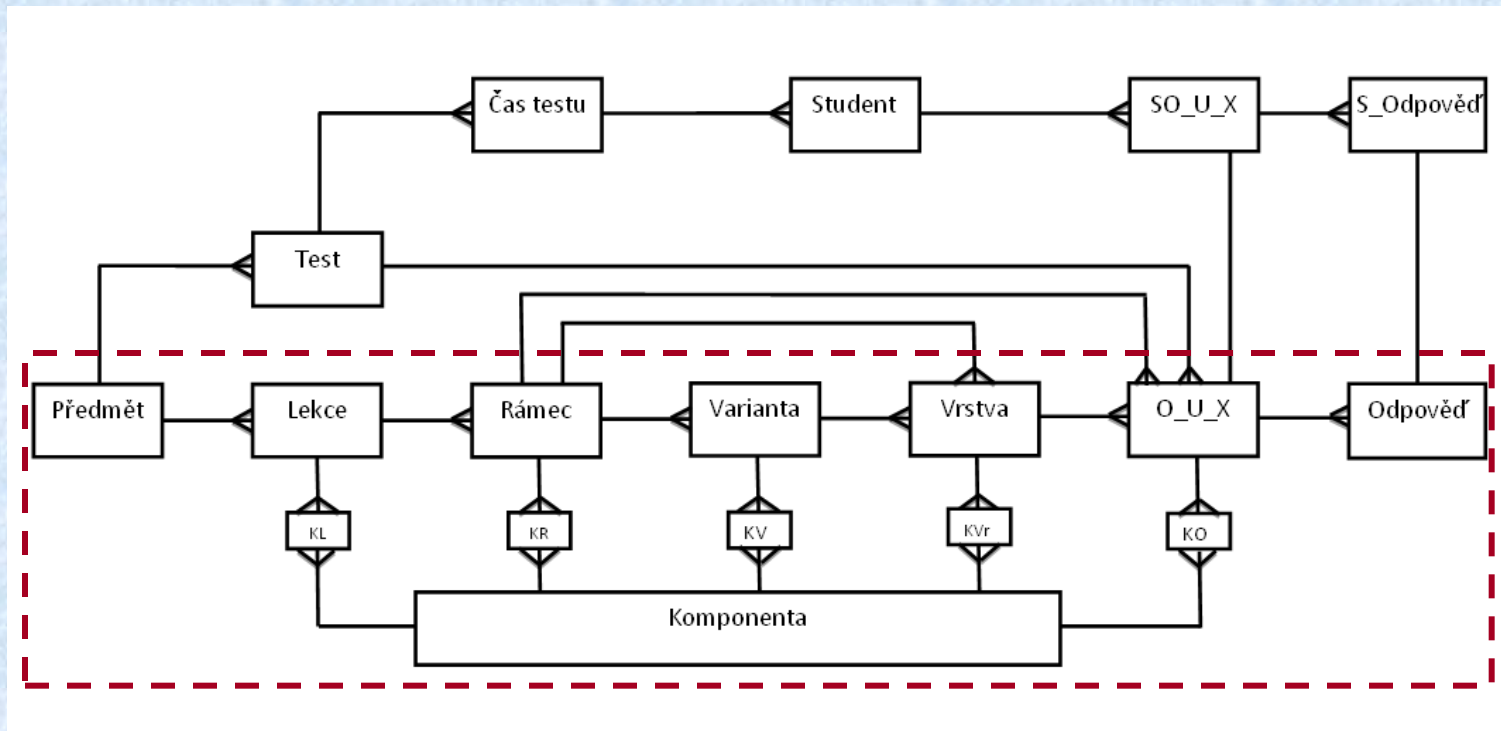 Čas testu
Student
SO_U_X
S_Odpověď
Test
Předmět
Lekce
Rámec
Varianta
Vrstva
O_U_X
Odpověď
KL
KR
KV
KVr
KO
Komponenta